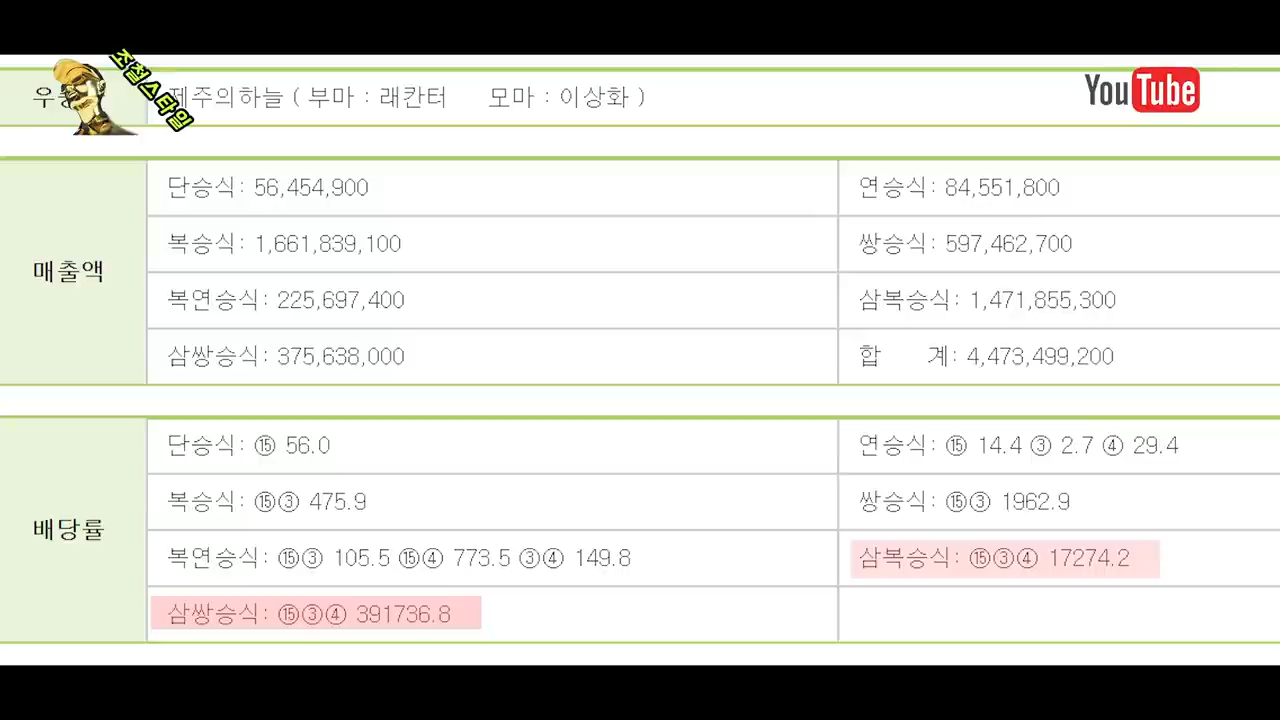 조철스타일
YouTube
제주의하늘 ( 부마 : 래칸터 모마 : 이상화 )
매출액
단승식: 56,454,900 연승식: 84,551,800
복승식: 1,661,839,100 쌍승식: 597,462,700
복연승식: 225,697,400 삼복승식: 1,471,855,300
삼쌍승식: 375,638,000 합 계: 4,473,499,200
배당률
단승식: ⑮ 56.0 연승식: ⑮ 14.4 ③ 2.7 ④ 29.4
복승식: ⑮③ 475.9 쌍승식: ⑮③ 1962.9
복연승식: ⑮③ 105.5 ⑮④ 773.5 ③④ 149.8 삼복승식: ⑮③④ 17274.2
삼쌍승식: ⑮③④ 391736.8